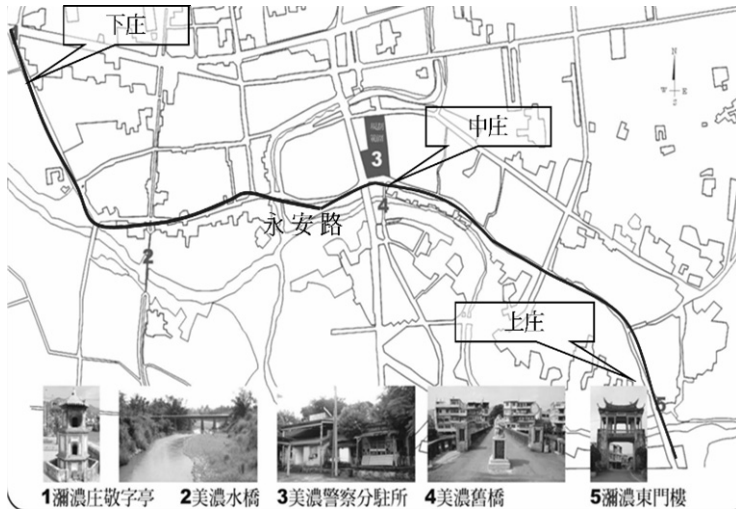 下庄
N
W
E
S
中庄
3
永安路
4
2
上庄
5
1瀰濃庄敬字亭
2美濃水橋
3美濃警察分駐所
4美濃舊橋
5瀰濃東門樓